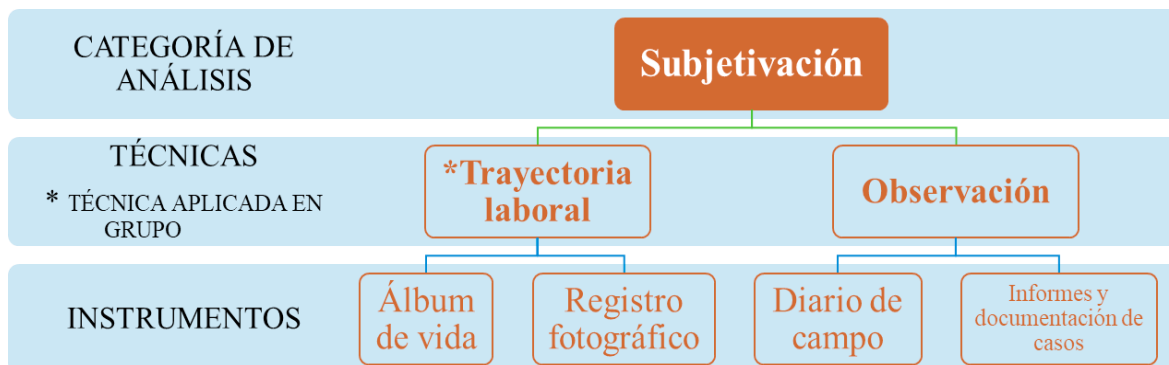 CATEGORÍA DE
ANÁLISIS
Subjetivación
TÉCNICAS
* TÉCNICA APLICADA EN
GRUPO
*Trayectoria
laboral
Observación
INSTRUMENTOS
Álbum
de vida
Registro
fotográfico
Diario de
campo
Informes y
documentación de
casos